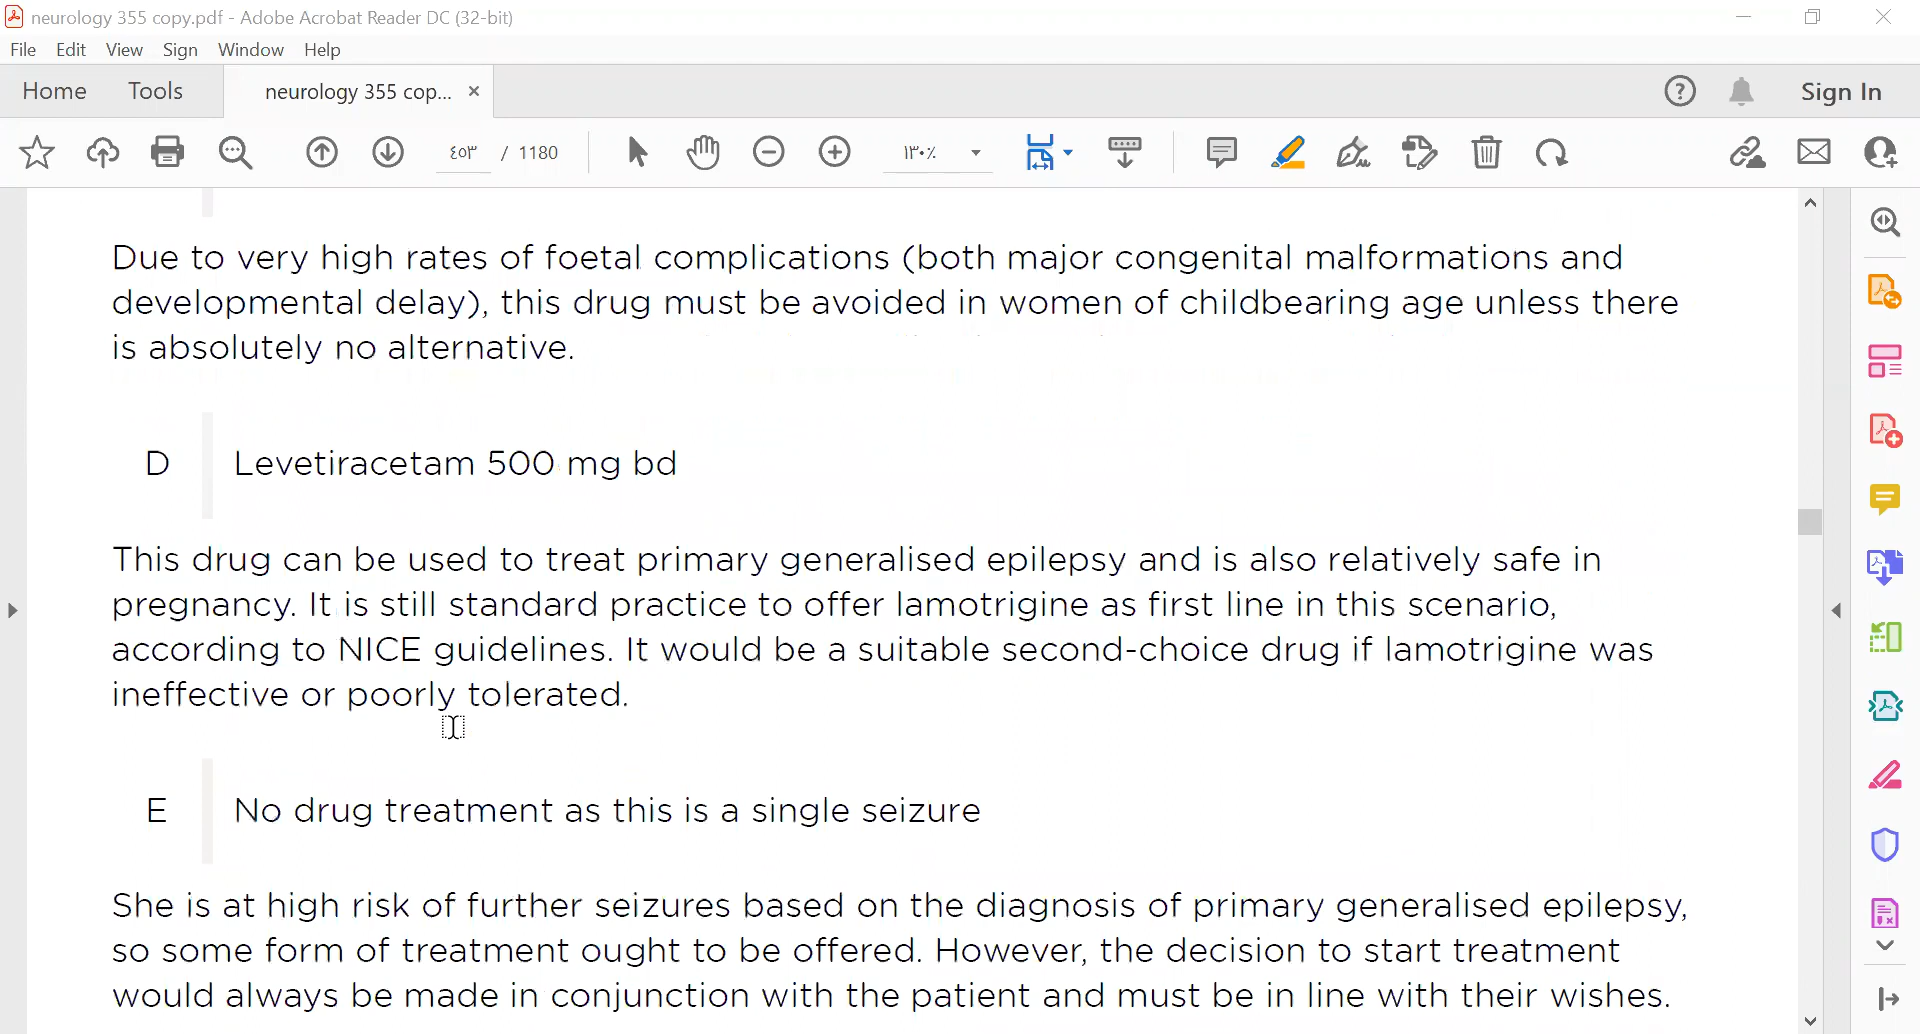 neurology 355 copy.pdf - Adobe Acrobat Reader DC (32-bit)
File Edit View Sign Window Help
Home Tools neurology 355 cop... × Sign In
٤٥٣ / 1180 ١٣٠٪
Due to very high rates of foetal complications (both major congenital malformations and
developmental delay), this drug must be avoided in women of childbearing age unless there
is absolutely no alternative.
D Levetiracetam 500 mg bd
This drug can be used to treat primary generalised epilepsy and is also relatively safe in
pregnancy. It is still standard practice to offer lamotrigine as first line in this scenario,
according to NICE guidelines. It would be a suitable second-choice drug if lamotrigine was
ineffective or poorly tolerated.
E No drug treatment as this is a single seizure
She is at high risk of further seizures based on the diagnosis of primary generalised epilepsy,
so some form of treatment ought to be offered. However, the decision to start treatment
would always be made in conjunction with the patient and must be in line with their wishes.